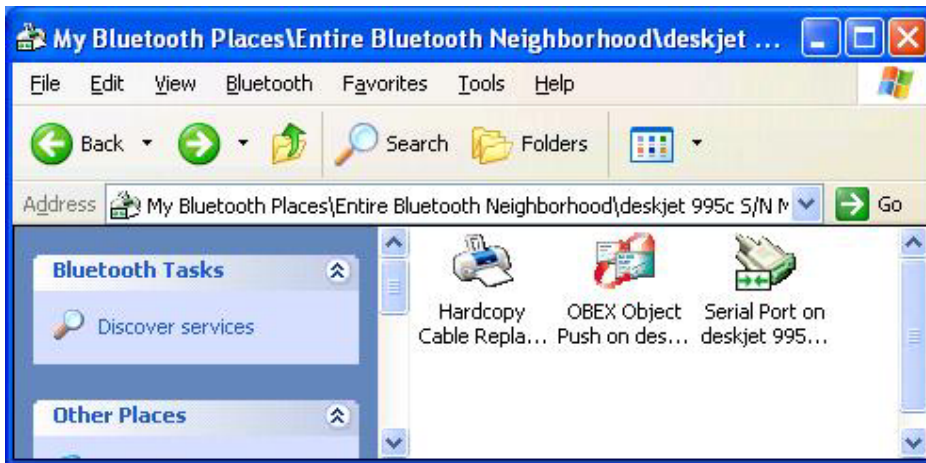 My Bluetooth Places\Entire Bluetooth Neighborhood\deskjet ...
File Edit View Bluetooth Favorites Tools Help
Back Search Folders
Address My Bluetooth Places\Entire Bluetooth Neighborhood\deskjet 995c S/N M Go
Bluetooth Tasks
Discover services
Other Places
Hardcopy
Cable Repla...
OBEX Object
Push on des...
Serial Port on
deskjet 995...